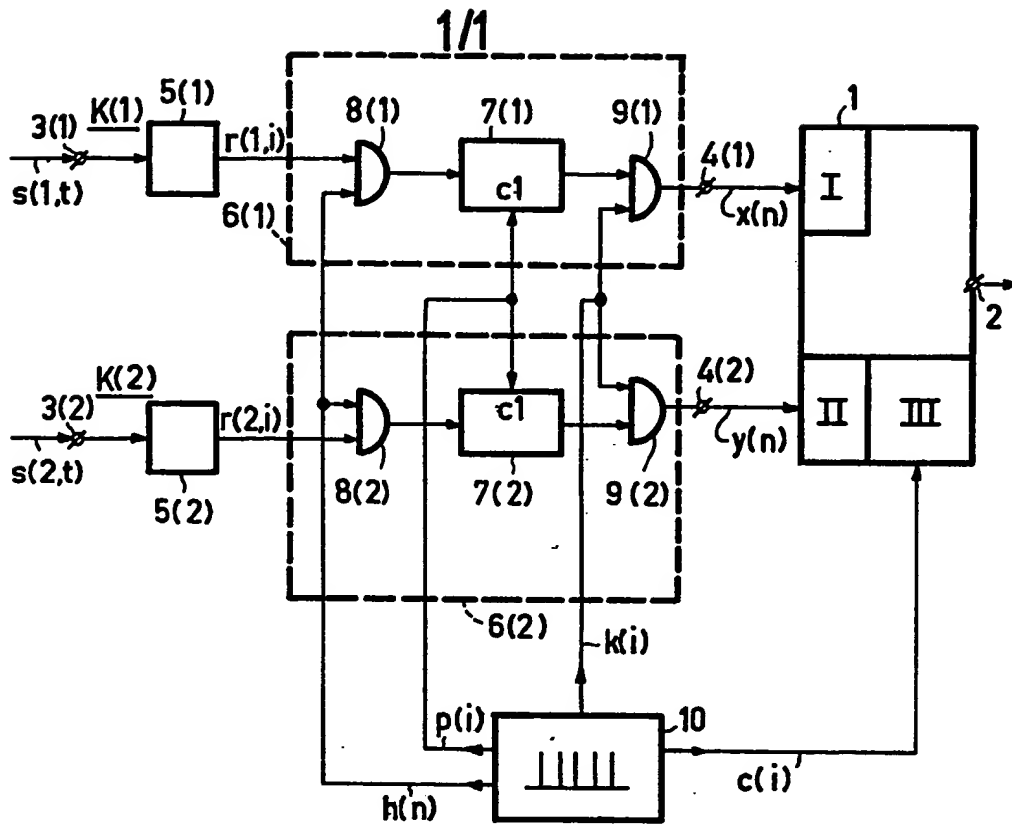 1/1
5(1)
K(1)
3(1)
r(1,i)
8(1)
7(1)
9(1)
1
4(1)
s(1,t)
c1
I
x(n)
6(1)
2
K(2)
3(2)
r(2,i)
c1
4(2)
II
III
s(2,t)
y(n)
5(2)
8(2)
7(2)
9(2)
6(2)
k(i)
p(i)
10
h(n)
c(i)